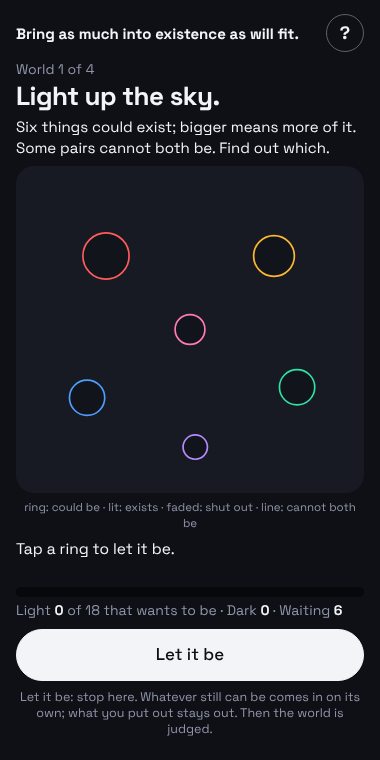 Bring as much into existence as will fit.
?
World 1 of 4
Light up the sky.
Six things could exist; bigger means more of it.
Some pairs cannot both be. Find out which.
ring: could be · lit: exists · faded: shut out · line: cannot both
be
Tap a ring to let it be.
Light 0 of 18 that wants to be · Dark 0 · Waiting 6
Let it be
Let it be: stop here. Whatever still can be comes in on its
own; what you put out stays out. Then the world is
judged.